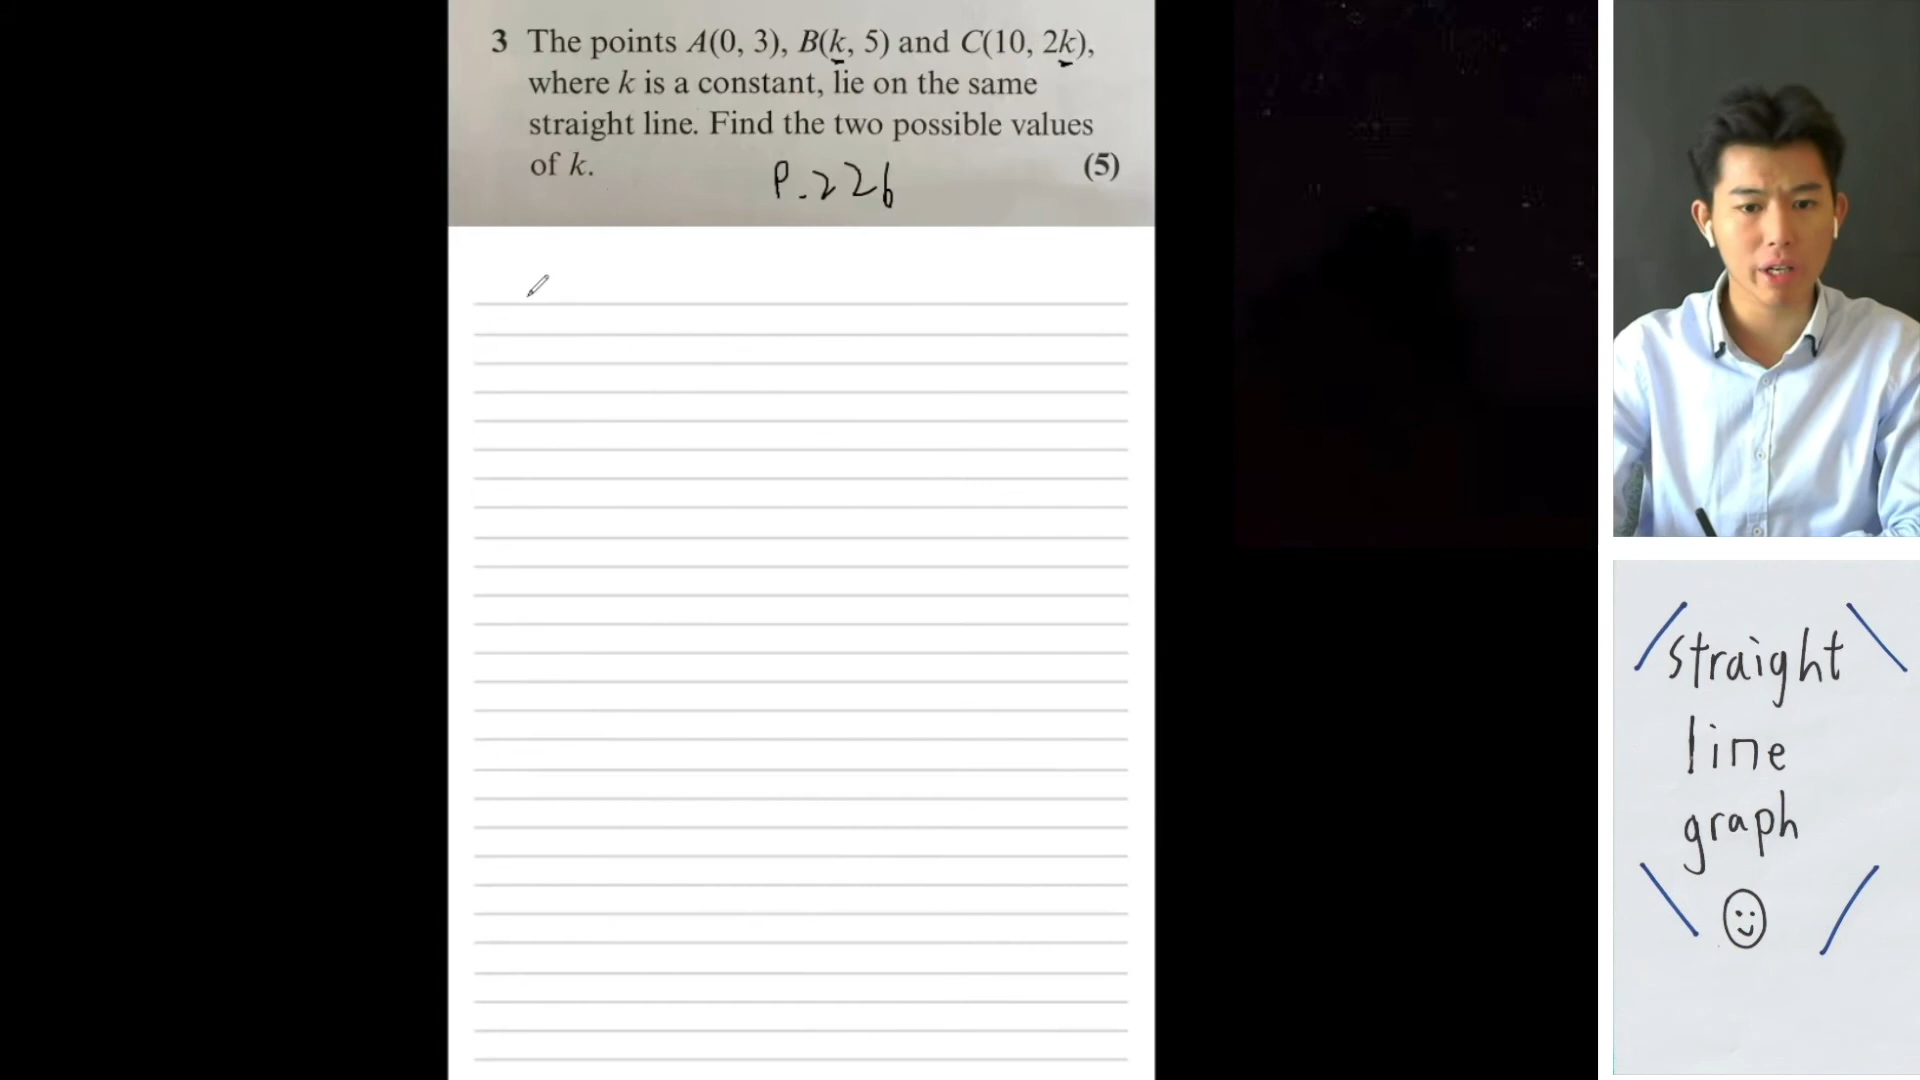 3 The points A(0, 3), B(k, 5) and C(10, 2k),
where k is a constant, lie on the same
straight line. Find the two possible values
of k. (5)
P.226
straight
line
graph